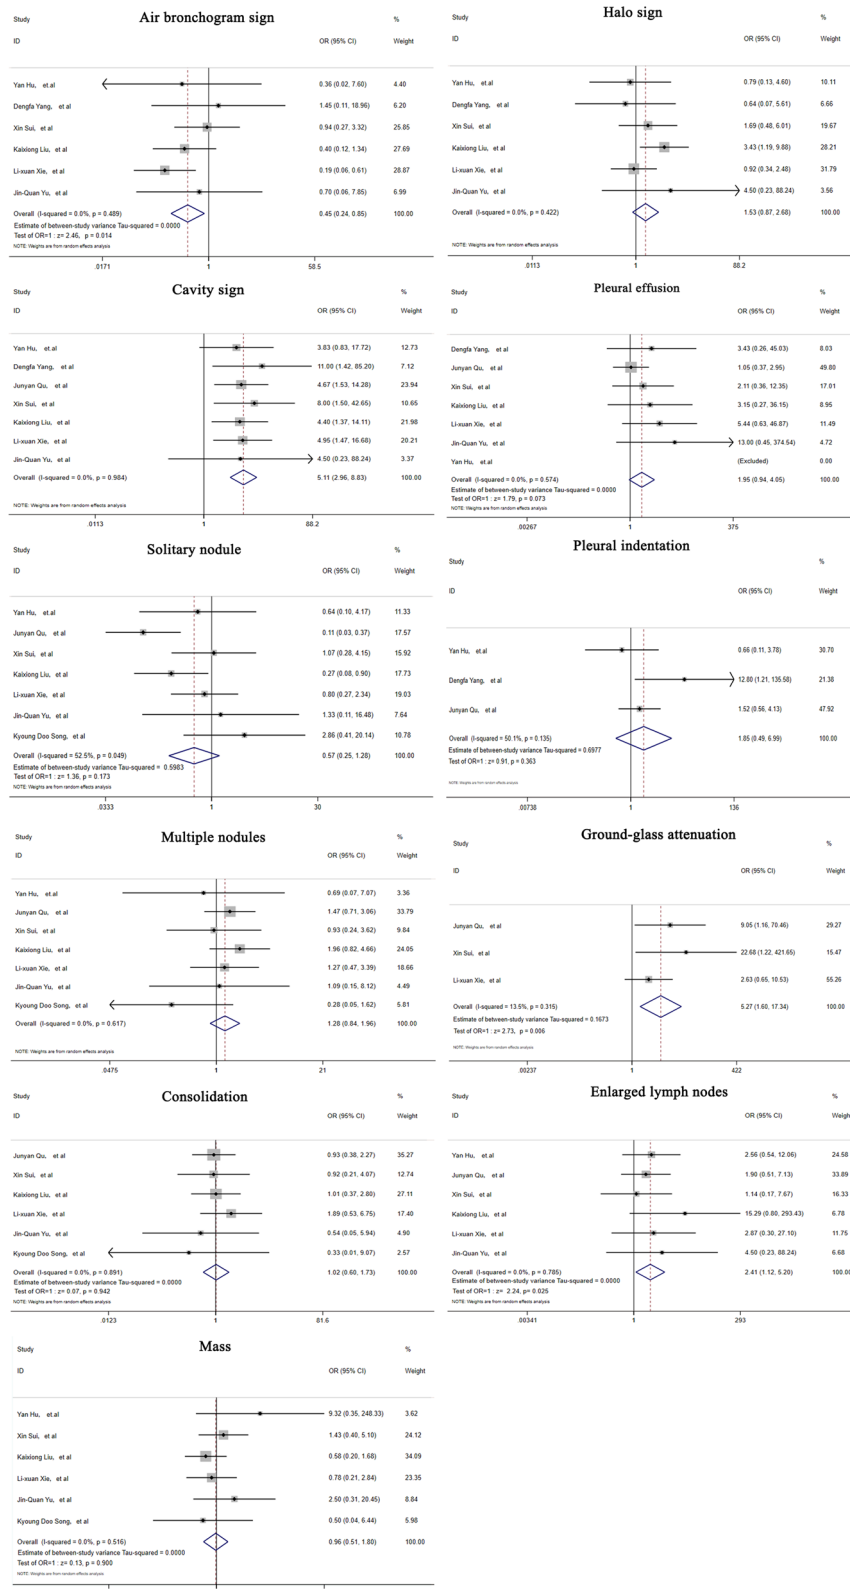 Air bronchogram sign
Study %
ID OR (95% CI) Weight
Yan Hu, et.al 0.36 (0.02, 7.60) 4.40
Dengfa Yang, et al 1.45 (0.11, 18.96) 6.20
Xin Sui, et al 0.94 (0.27, 3.32) 25.85
Kaixiong Liu, et al 0.40 (0.12, 1.34) 27.69
Li-xuan Xie, et al 0.19 (0.06, 0.61) 28.87
Jin-Quan Yu, et al 0.70 (0.06, 7.85) 6.99
Overall (I-squared = 0.0%, p = 0.489) 0.45 (0.24, 0.85) 100.00
Estimate of between-study variance Tau-squared = 0.0000
Test of OR=1 : z= 2.46, p = 0.014
NOTE: Weights are from random effects analysis
.0171 1 58.5
Halo sign
Study %
ID OR (95% CI) Weight
Yan Hu, et.al 0.79 (0.13, 4.60) 10.11
Dengfa Yang, et al 0.64 (0.07, 5.61) 6.66
Xin Sui, et al 1.69 (0.48, 6.01) 19.67
Kaixiong Liu, et al 3.43 (1.19, 9.88) 28.21
Li-xuan Xie, et al 0.92 (0.34, 2.48) 31.79
Jin-Quan Yu, et al 4.50 (0.23, 88.24) 3.56
Overall (I-squared = 0.0%, p = 0.422) 1.53 (0.87, 2.68) 100.00
NOTE: Weights are from random effects analysis
.0113 1 88.2
Cavity sign
Study %
ID OR (95% CI) Weight
Yan Hu, et.al 3.83 (0.83, 17.72) 12.73
Dengfa Yang, et al 11.00 (1.42, 85.20) 7.12
Junyan Qu, et al 4.67 (1.53, 14.28) 23.94
Xin Sui, et al 8.00 (1.50, 42.65) 10.65
Kaixiong Liu, et al 4.40 (1.37, 14.11) 21.98
Li-xuan Xie, et al 4.95 (1.47, 16.68) 20.21
Jin-Quan Yu, et al 4.50 (0.23, 88.24) 3.37
Overall (I-squared = 0.0%, p = 0.984) 5.11 (2.96, 8.83) 100.00
NOTE: Weights are from random effects analysis
.0113 1 88.2
Pleural effusion
Study %
ID OR (95% CI) Weight
Dengfa Yang, et al 3.43 (0.26, 45.03) 8.03
Junyan Qu, et al 1.05 (0.37, 2.95) 49.80
Xin Sui, et al 2.11 (0.36, 12.35) 17.01
Kaixiong Liu, et al 3.15 (0.27, 36.15) 8.95
Li-xuan Xie, et al 5.44 (0.63, 46.87) 11.49
Jin-Quan Yu, et al 13.00 (0.45, 374.54) 4.72
Yan Hu, et al (Excluded) 0.00
Overall (I-squared = 0.0%, p = 0.574) 1.95 (0.94, 4.05) 100.00
Estimate of between-study variance Tau-squared = 0.0000
Test of OR=1 : z= 1.79, p = 0.073
NOTE: Weights are from random effects analysis
.00267 1 375
Solitary nodule
Study %
ID OR (95% CI) Weight
Yan Hu, et.al 0.64 (0.10, 4.17) 11.33
Junyan Qu, et al 0.11 (0.03, 0.37) 17.57
Xin Sui, et al 1.07 (0.28, 4.15) 15.92
Kaixiong Liu, et al 0.27 (0.08, 0.90) 17.73
Li-xuan Xie, et al 0.80 (0.27, 2.34) 19.03
Jin-Quan Yu, et al 1.33 (0.11, 16.48) 7.64
Kyoung Doo Song, et al 2.86 (0.41, 20.14) 10.78
Overall (I-squared = 52.5%, p = 0.049) 0.57 (0.25, 1.28) 100.00
Estimate of between-study variance Tau-squared = 0.5983
Test of OR=1 : z= 1.36, p = 0.173
NOTE: Weights are from random effects analysis
.0333 1 30
Pleural indentation
Study %
ID OR (95% CI) Weight
Yan Hu, et.al 0.66 (0.11, 3.78) 30.70
Dengfa Yang, et al 12.80 (1.21, 135.58) 21.38
Junyan Qu, et al 1.52 (0.56, 4.13) 47.92
Overall (I-squared = 50.1%, p = 0.135) 1.85 (0.49, 6.99) 100.00
Estimate of between-study variance Tau-squared = 0.6977
Test of OR=1 : z= 0.91, p = 0.363
NOTE: Weights are from random effects analysis
.00738 1 136
Multiple nodules
Study %
ID OR (95% CI) Weight
Yan Hu, et.al 0.69 (0.07, 7.07) 3.36
Junyan Qu, et al 1.47 (0.71, 3.06) 33.79
Xin Sui, et al 0.93 (0.24, 3.62) 9.84
Kaixiong Liu, et al 1.96 (0.82, 4.66) 24.05
Li-xuan Xie, et al 1.27 (0.47, 3.39) 18.66
Jin-Quan Yu, et al 1.09 (0.15, 8.12) 4.49
Kyoung Doo Song, et al 0.28 (0.05, 1.62) 5.81
Overall (I-squared = 0.0%, p = 0.617) 1.28 (0.84, 1.96) 100.00
NOTE: Weights are from random effects analysis
.0475 1 21
Ground-glass attenuation
Study %
ID OR (95% CI) Weight
Junyan Qu, et al 9.05 (1.16, 70.46) 29.27
Xin Sui, et al 22.68 (1.22, 421.65) 15.47
Li-xuan Xie, et al 2.63 (0.65, 10.53) 55.26
Overall (I-squared = 13.5%, p = 0.315) 5.27 (1.60, 17.34) 100.00
Estimate of between-study variance Tau-squared = 0.1673
Test of OR=1 : z= 2.73, p = 0.006
NOTE: Weights are from random effects analysis
.00237 1 422
Consolidation
Study %
ID OR (95% CI) Weight
Junyan Qu, et al 0.93 (0.38, 2.27) 35.27
Xin Sui, et al 0.92 (0.21, 4.07) 12.74
Kaixiong Liu, et al 1.01 (0.37, 2.80) 27.11
Li-xuan Xie, et al 1.89 (0.53, 6.75) 17.40
Jin-Quan Yu, et al 0.54 (0.05, 5.94) 4.90
Kyoung Doo Song, et al 0.33 (0.01, 9.07) 2.57
Overall (I-squared = 0.0%, p = 0.891) 1.02 (0.60, 1.73) 100.00
Estimate of between-study variance Tau-squared = 0.0000
Test of OR=1 : z= 0.07, p = 0.942
NOTE: Weights are from random effects analysis
.0123 1 81.6
Enlarged lymph nodes
Study %
ID OR (95% CI) Weight
Yan Hu, et al 2.56 (0.54, 12.06) 24.58
Junyan Qu, et al 1.90 (0.51, 7.13) 33.89
Xin Sui, et al 1.14 (0.17, 7.67) 16.33
Kaixiong Liu, et al 15.29 (0.80, 293.43) 6.78
Li-xuan Xie, et al 2.87 (0.30, 27.10) 11.75
Jin-Quan Yu, et al 4.50 (0.23, 88.24) 6.68
Overall (I-squared = 0.0%, p = 0.785) 2.41 (1.12, 5.20) 100.00
Estimate of between-study variance Tau-squared = 0.0000
Test of OR=1 : z= 2.24, p= 0.025
NOTE: Weights are from random effects analysis
.00341 1 293
Mass
Study %
ID OR (95% CI) Weight
Yan Hu, et.al 9.32 (0.35, 248.33) 3.62
Xin Sui, et al 1.43 (0.40, 5.10) 24.12
Kaixiong Liu, et al 0.58 (0.20, 1.68) 34.09
Li-xuan Xie, et al 0.78 (0.21, 2.84) 23.35
Jin-Quan Yu, et al 2.50 (0.31, 20.45) 8.84
Kyoung Doo Song, et al 0.50 (0.04, 6.44) 5.98
Overall (I-squared = 0.0%, p = 0.516) 0.96 (0.51, 1.80) 100.00
Estimate of between-study variance Tau-squared = 0.0000
Test of OR=1 : z= 0.13, p = 0.900
NOTE: Weights are from random effects analysis